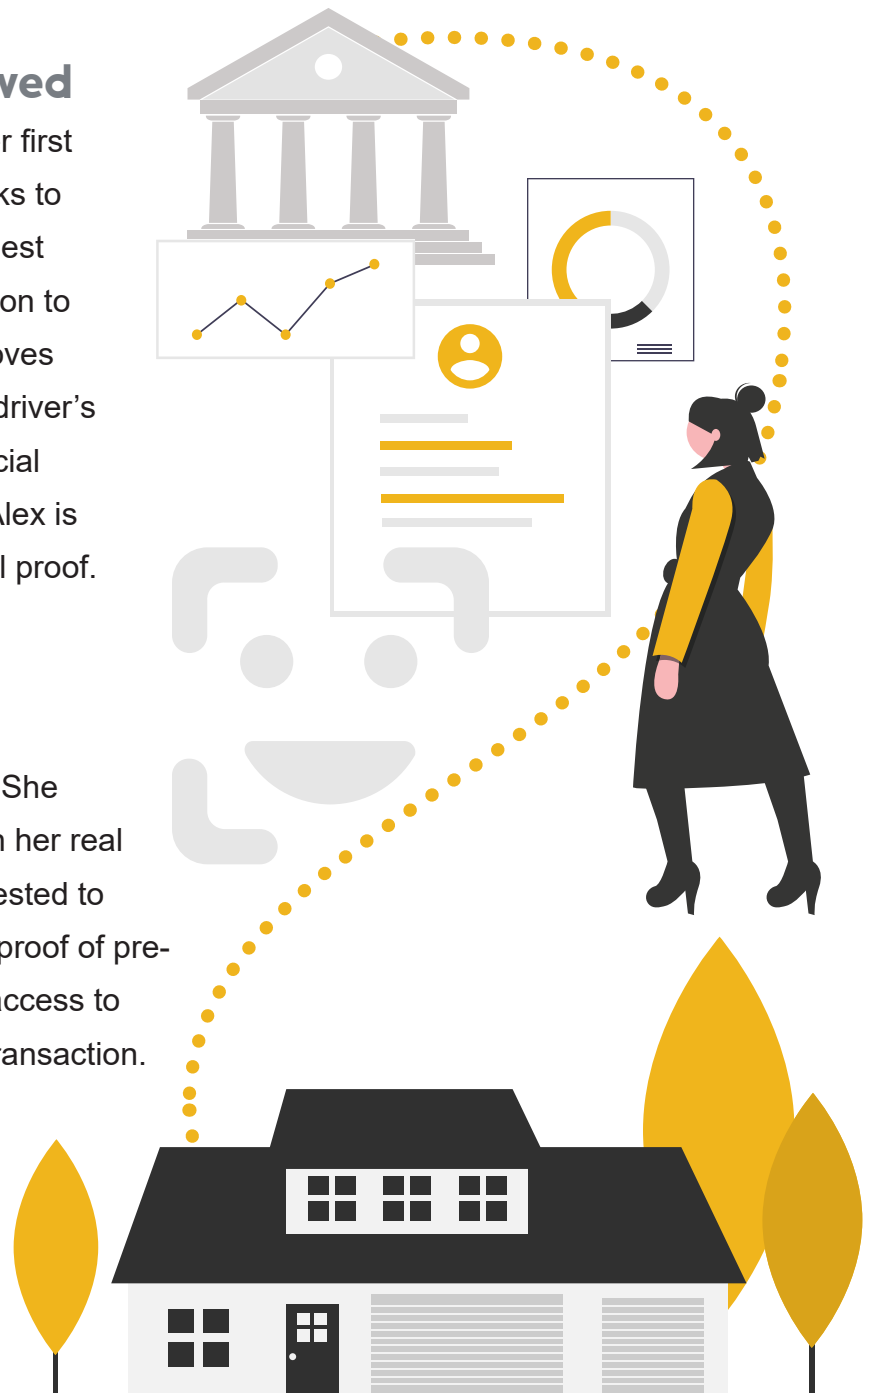 wed
r first
ks to
est
on to
oves
driver’s
cial
Alex is
l proof.
She
n her real
ested to
proof of pre-
access to
ransaction.